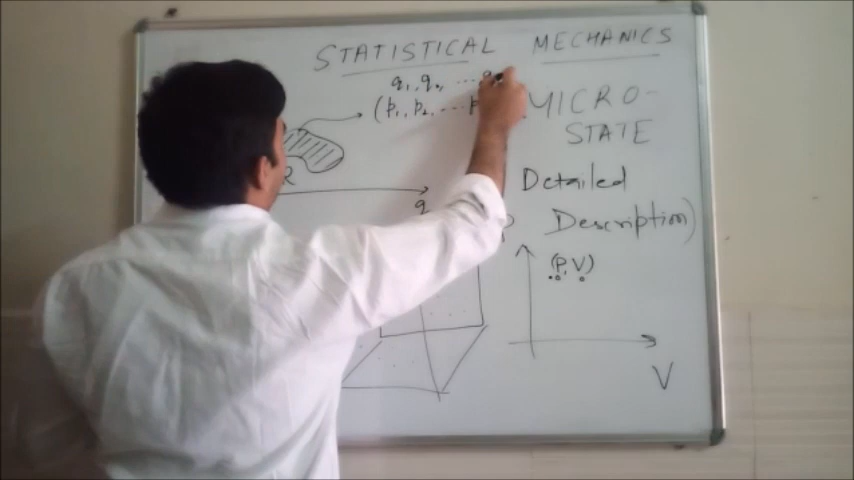 STATISTICAL MECHANICS
q₁, q₂, ....
(p₁, p₂, .... p
MICRO-
STATE
R
Detailed
q
Description)
(P, V)
V